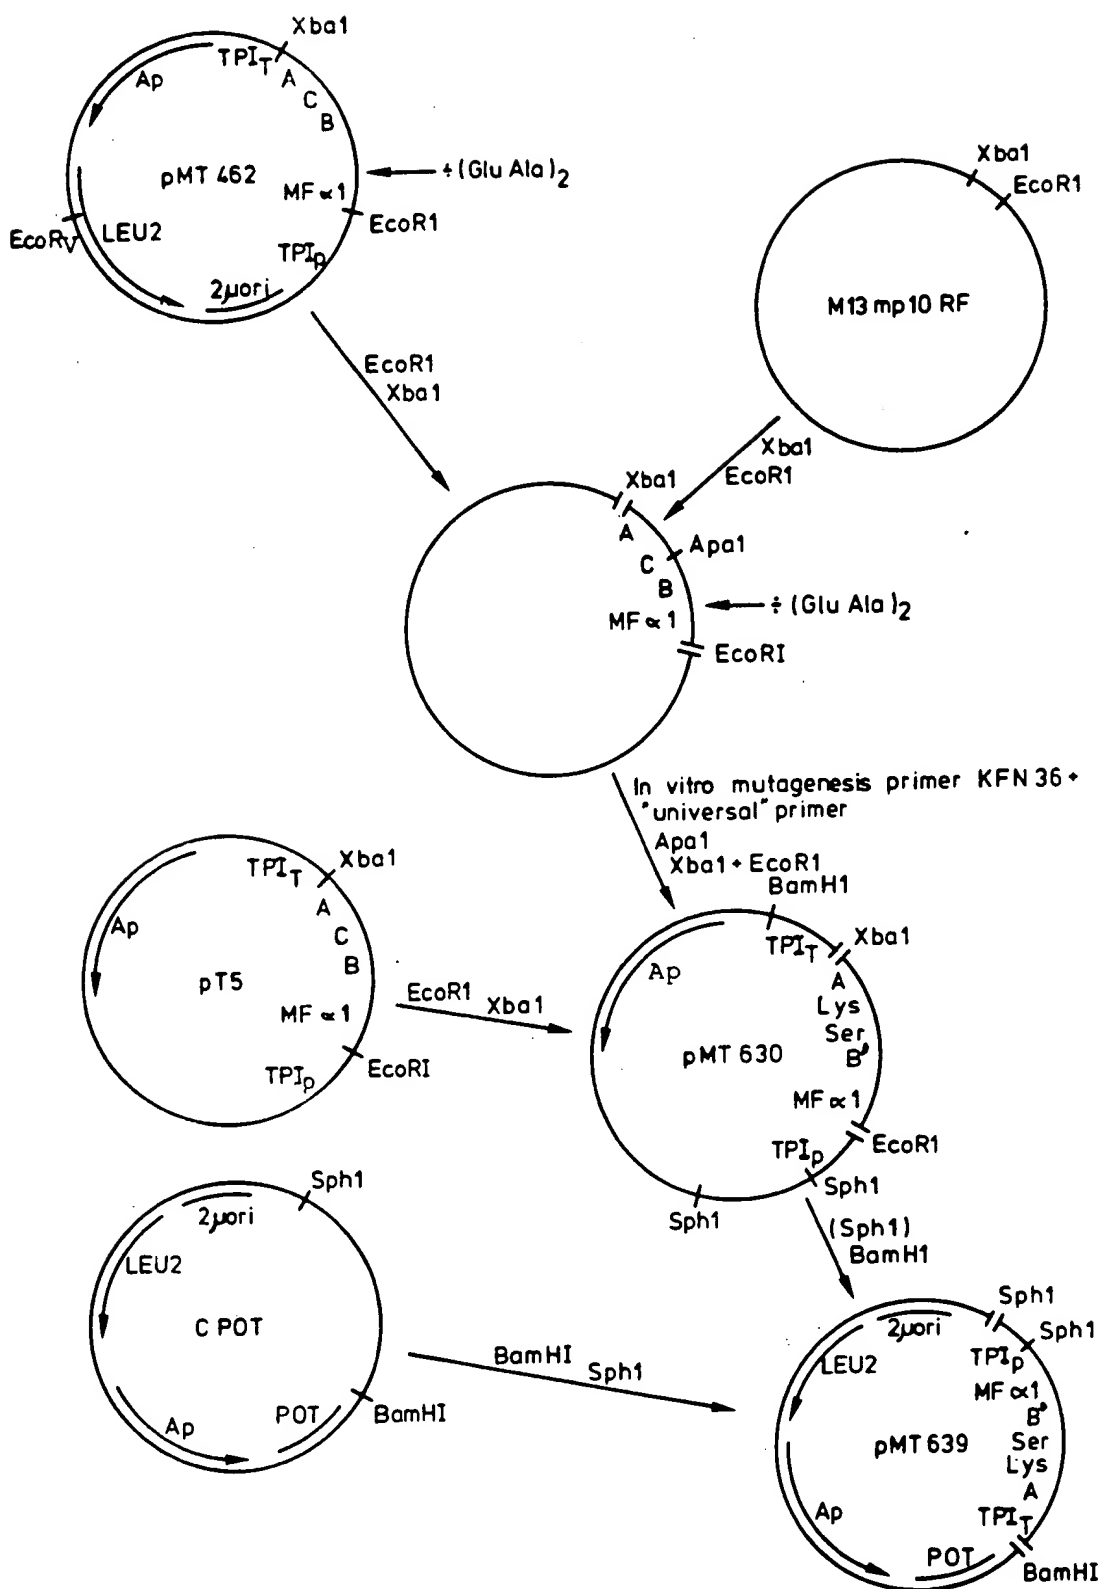 Xba1
TPIT
A
C
B
Ap
pMT 462
÷(Glu Ala)2
MF∝1
EcoR1
EcoRV
LEU2
TPIp
2μori
Xba1
EcoR1
M13 mp10 RF
EcoR1
Xba1
Xba1
EcoR1
Xba1
A
Apa1
C
B
÷(Glu Ala)2
MF∝1
EcoRI
In vitro mutagenesis primer KFN 36 +
"universal" primer
Apa1
Xba1 + EcoR1
TPIT
Xba1
A
C
B
Ap
pT5
MF∝1
EcoRI
TPIp
EcoR1
Xba1
BamH1
TPIT
Xba1
Ap
A
Lys
Ser
B'
pMT 630
MF∝1
EcoR1
TPIp
Sph1
Sph1
(Sph1)
BamH1
Sph1
2μori
LEU2
C POT
Ap
POT
BamHI
BamHI
Sph1
Sph1
Sph1
2μori
LEU2
TPIp
MF∝1
B'
Ser
Lys
A
pMT 639
Ap
TPIT
POT
BamHI